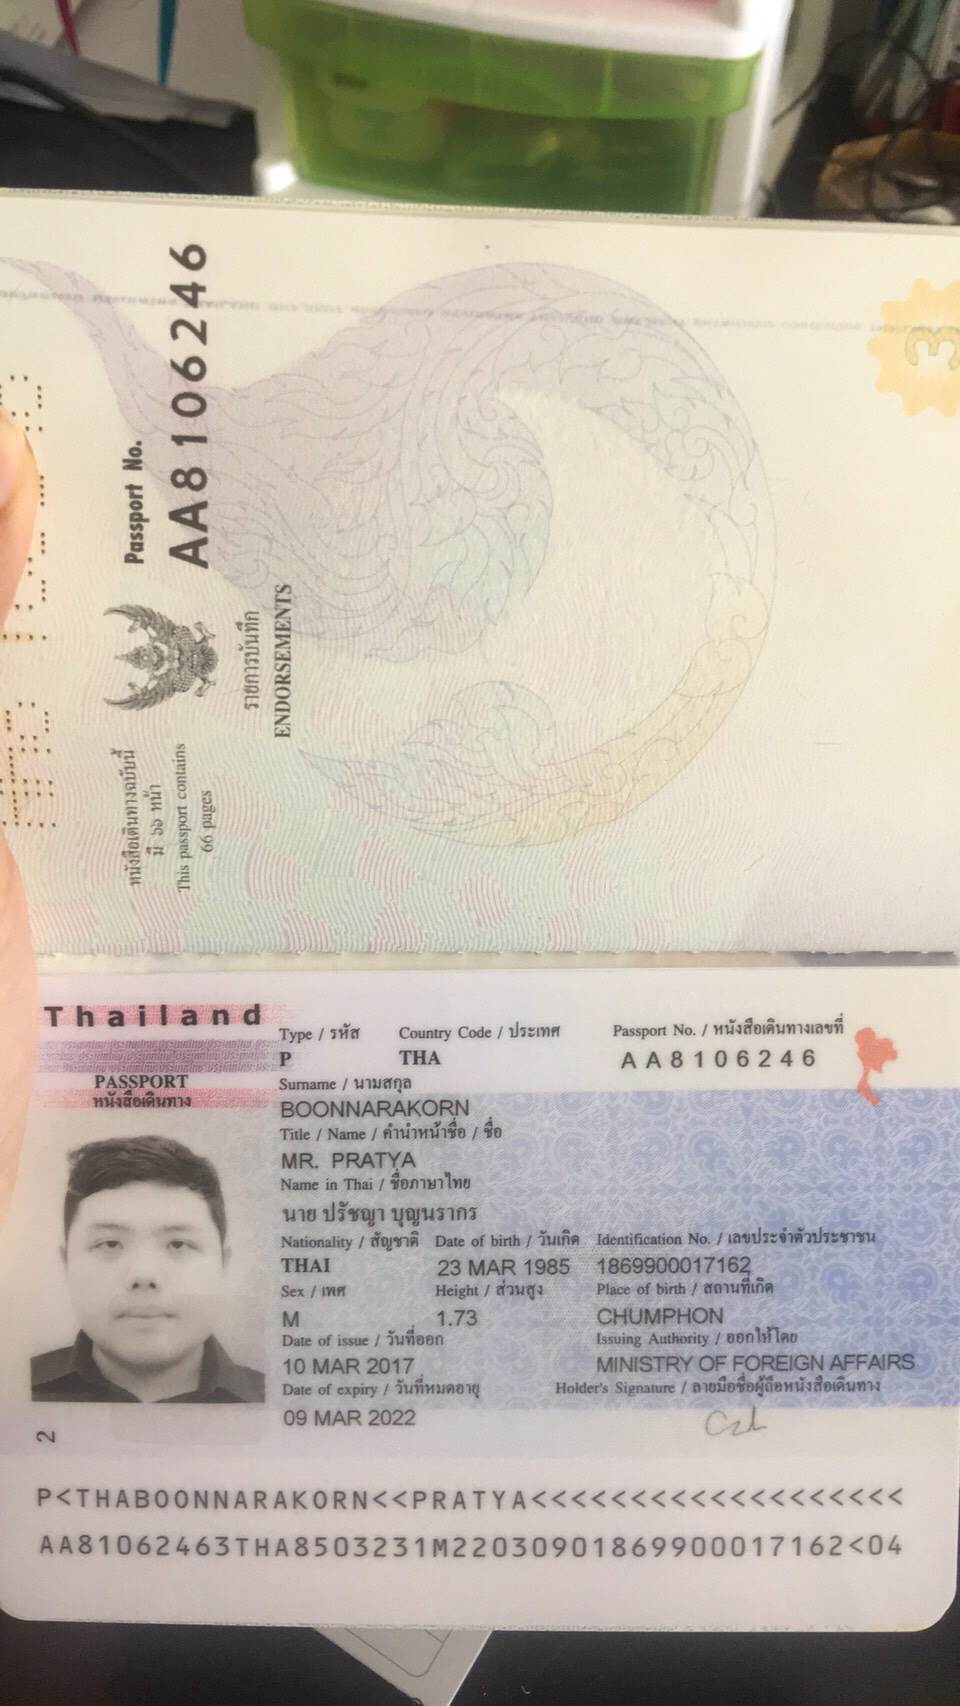 Passport No.
AA8106246
หนังสือเดินทางฉบับนี้
มี ๖๖ หน้า
This passport contains
66 pages
รายการบันทึก
ENDORSEMENTS
3
Thailand
PASSPORT
หนังสือเดินทาง
Type / รหัส Country Code / ประเทศ Passport No. / หนังสือเดินทางเลขที่
P THA AA8106246
Surname / นามสกุล
BOONNARAKORN
Title / Name / คำนำหน้าชื่อ / ชื่อ
MR. PRATYA
Name in Thai / ชื่อภาษาไทย
นาย ปรัชญา บุญนรากร
Nationality / สัญชาติ Date of birth / วันเกิด Identification No. / เลขประจำตัวประชาชน
THAI 23 MAR 1985 1869900017162
Sex / เพศ Height / ส่วนสูง Place of birth / สถานที่เกิด
M 1.73 CHUMPHON
Date of issue / วันที่ออก Issuing Authority / ออกให้โดย
10 MAR 2017 MINISTRY OF FOREIGN AFFAIRS
Date of expiry / วันที่หมดอายุ Holder's Signature / ลายมือชื่อผู้ถือหนังสือเดินทาง
09 MAR 2022
2
P<THABOONNARAKORN<<PRATYA<<<<<<<<<<<<<<<<<<<
AA81062463THA8503231M22030901869900017162<04